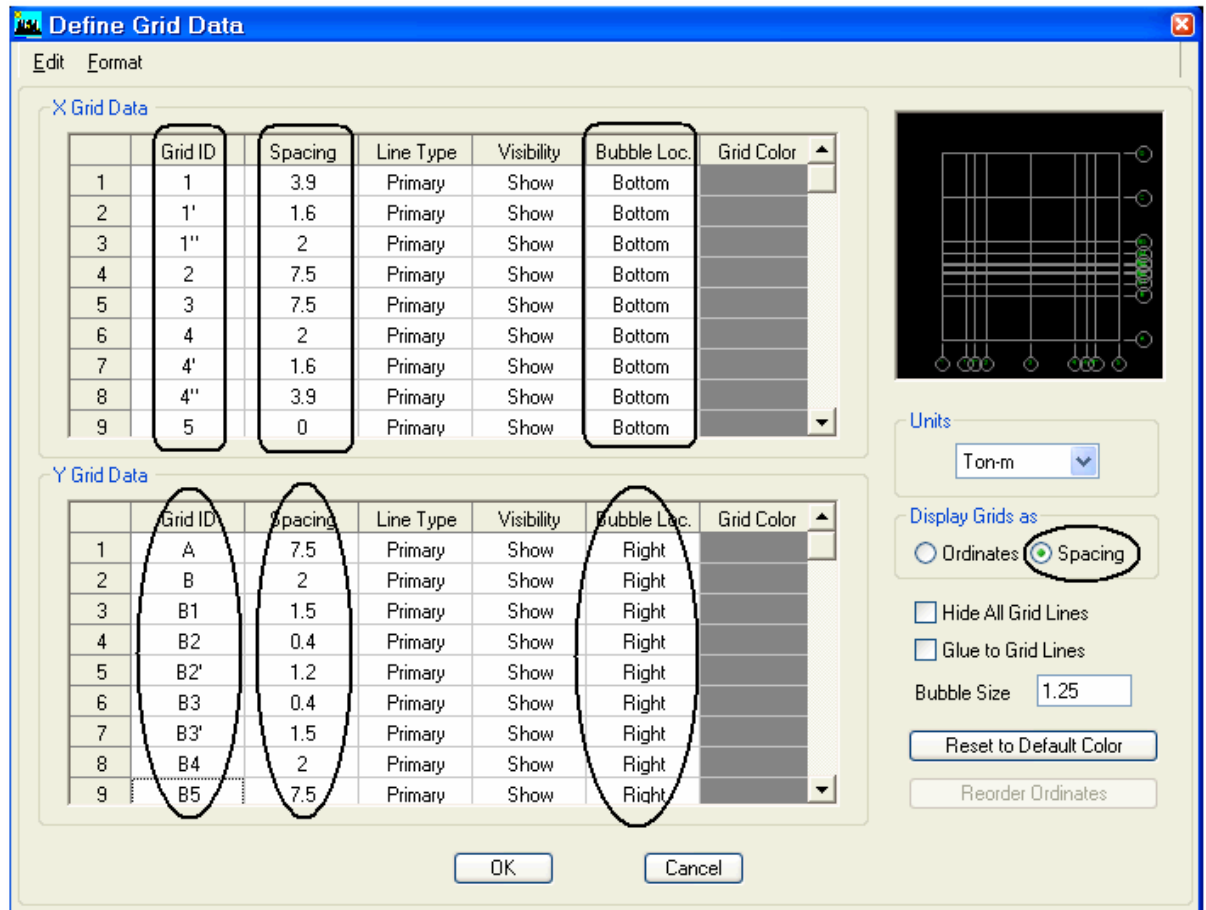 Define Grid Data
Edit Format
X Grid Data
Grid ID Spacing Line Type Visibility Bubble Loc. Grid Color
1 1 3.9 Primary Show Bottom
2 1' 1.6 Primary Show Bottom
3 1'' 2 Primary Show Bottom
4 2 7.5 Primary Show Bottom
5 3 7.5 Primary Show Bottom
6 4 2 Primary Show Bottom
7 4' 1.6 Primary Show Bottom
8 4'' 3.9 Primary Show Bottom
9 5 0 Primary Show Bottom
Y Grid Data
Grid ID Spacing Line Type Visibility Bubble Loc. Grid Color
1 A 7.5 Primary Show Right
2 B 2 Primary Show Right
3 B1 1.5 Primary Show Right
4 B2 0.4 Primary Show Right
5 B2' 1.2 Primary Show Right
6 B3 0.4 Primary Show Right
7 B3' 1.5 Primary Show Right
8 B4 2 Primary Show Right
9 B5 7.5 Primary Show Right
Units
Ton-m
Display Grids as
Ordinates Spacing
Hide All Grid Lines
Glue to Grid Lines
Bubble Size 1.25
Reset to Default Color
Reorder Ordinates
OK Cancel